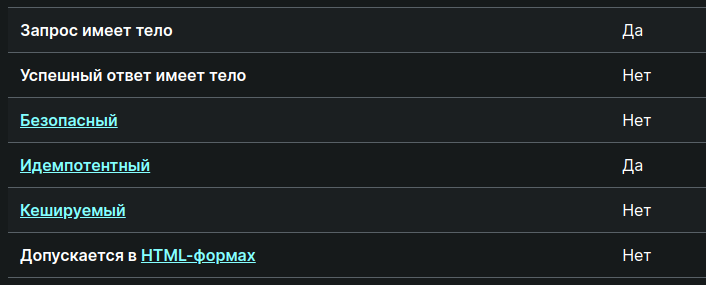 Запрос имеет тело Да
Успешный ответ имеет тело Нет
Безопасный Нет
Идемпотентный Да
Кешируемый Нет
Допускается в HTML-формах Нет